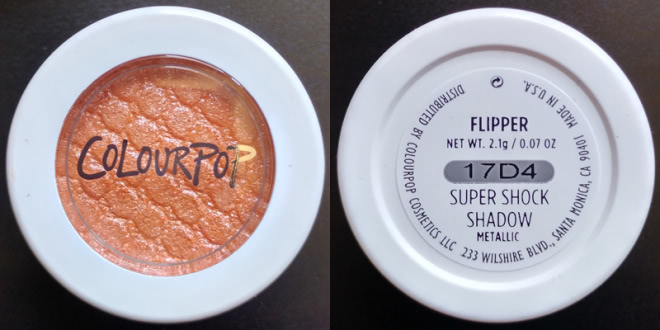 COLOURPOP
FLIPPER
NET WT. 2.1g / 0.07 OZ
17D4
SUPER SHOCK
SHADOW
METALLIC
DISTRIBUTED BY COLOURPOP COSMETICS LLC 233 WILSHIRE BLVD., SANTA MONICA, CA 90401 MADE IN U.S.A.